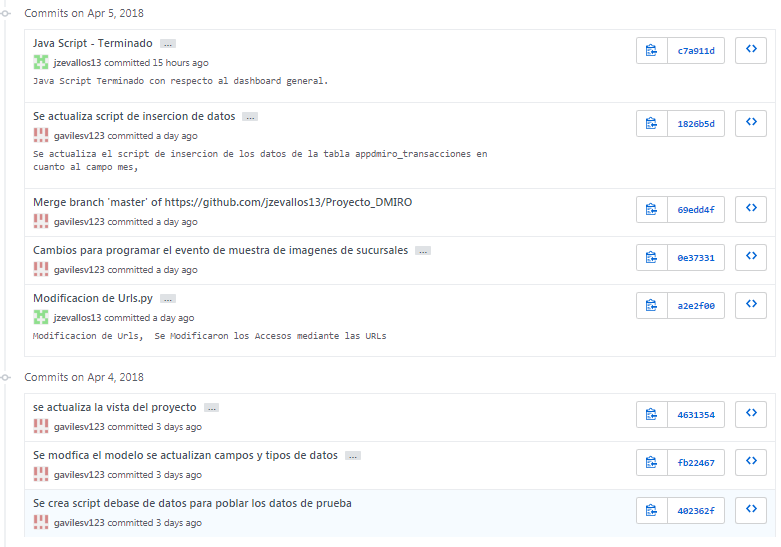 Commits on Apr 5, 2018
Java Script - Terminado ...
jzevallos13 committed 15 hours ago
c7a911d
Java Script Terminado con respecto al dashboard general.
Se actualiza script de insercion de datos ...
gavilesv123 committed a day ago
1826b5d
Se actualiza el script de insercion de los datos de la tabla appdmiro_transacciones en
cuanto al campo mes,
Merge branch 'master' of https://github.com/jzevallos13/Proyecto_DMIRO
gavilesv123 committed a day ago
69edd4f
Cambios para programar el evento de muestra de imagenes de sucursales ...
gavilesv123 committed a day ago
0e37331
Modificacion de Urls.py ...
jzevallos13 committed a day ago
a2e2f00
Modificacion de Urls, Se Modificaron los Accesos mediante las URLs
Commits on Apr 4, 2018
se actualiza la vista del proyecto ...
gavilesv123 committed 3 days ago
4631354
Se modfica el modelo se actualizan campos y tipos de datos ...
gavilesv123 committed 3 days ago
fb22467
Se crea script debase de datos para poblar los datos de prueba
gavilesv123 committed 3 days ago
402362f